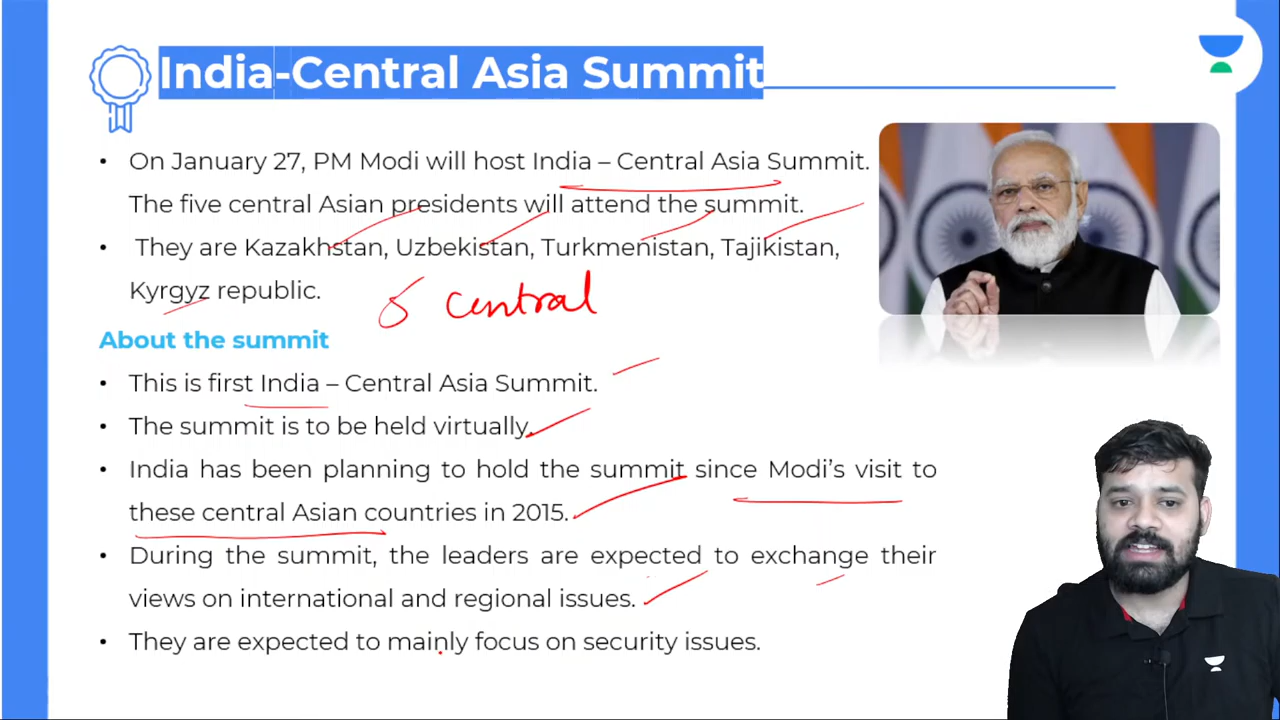 India-Central Asia Summit
• On January 27, PM Modi will host India – Central Asia Summit.
The five central Asian presidents will attend the summit.
• They are Kazakhstan, Uzbekistan, Turkmenistan, Tajikistan,
Kyrgyz republic.
central
About the summit
• This is first India – Central Asia Summit.
• The summit is to be held virtually.
• India has been planning to hold the summit since Modi’s visit to
these central Asian countries in 2015.
• During the summit, the leaders are expected to exchange their
views on international and regional issues.
• They are expected to mainly focus on security issues.